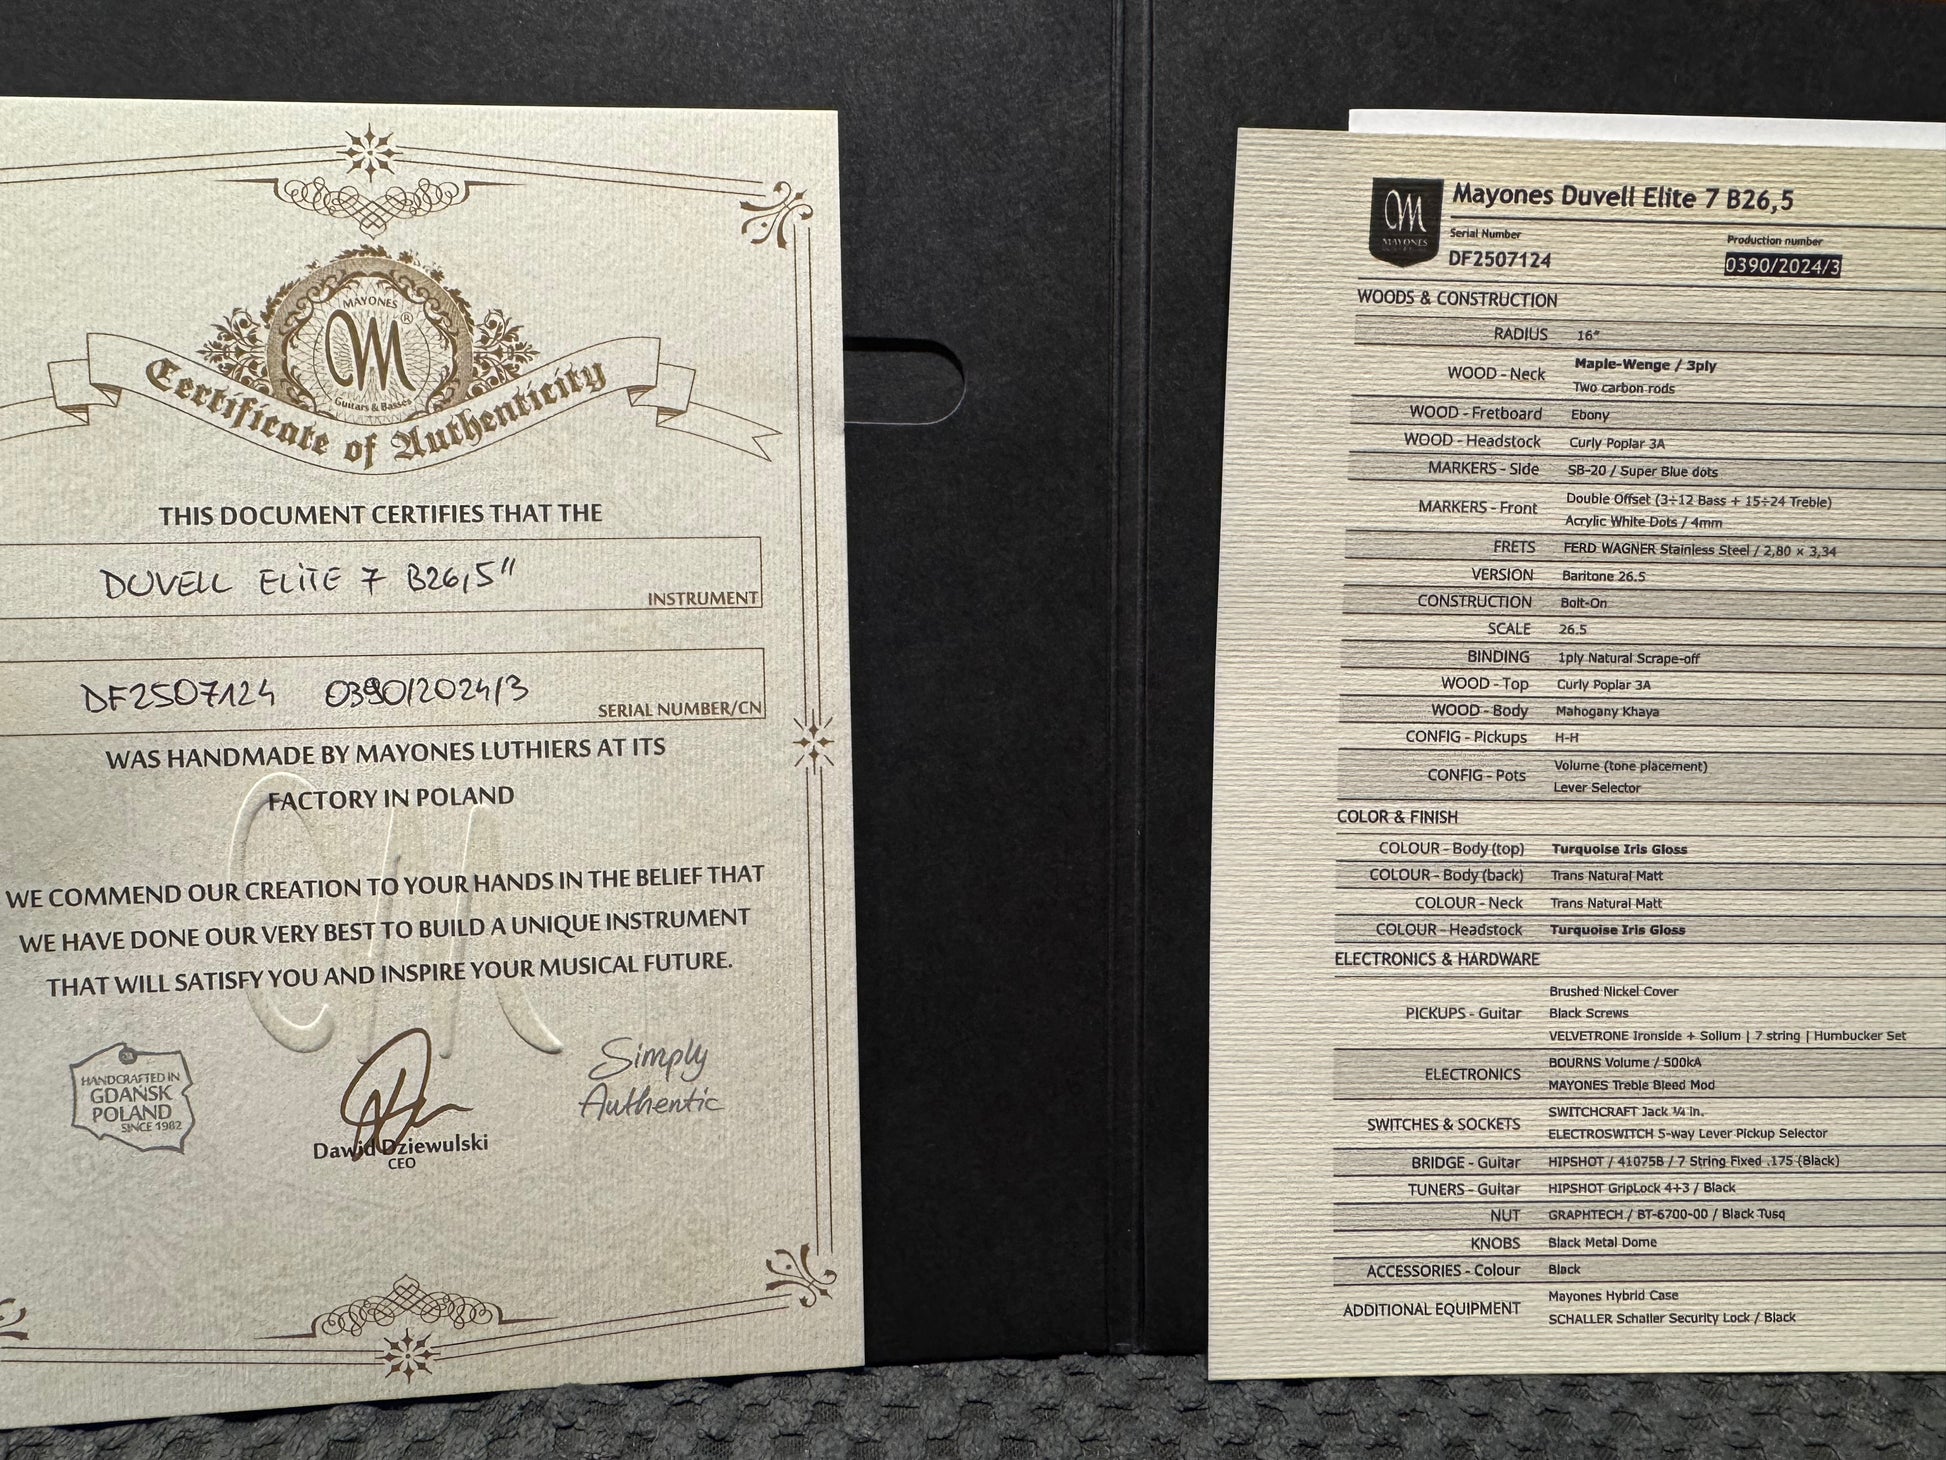 MAYONES
M®
Guitars & Basses
Certificate of Authenticity
THIS DOCUMENT CERTIFIES THAT THE
DUVELL ELITE 7 B26,5"
INSTRUMENT
DF2507124 0390/2024/3
SERIAL NUMBER/CN
WAS HANDMADE BY MAYONES LUTHIERS AT ITS
FACTORY IN POLAND
WE COMMEND OUR CREATION TO YOUR HANDS IN THE BELIEF THAT
WE HAVE DONE OUR VERY BEST TO BUILD A UNIQUE INSTRUMENT
THAT WILL SATISFY YOU AND INSPIRE YOUR MUSICAL FUTURE.
HANDCRAFTED IN
GDAŃSK
POLAND
SINCE 1982
Dawid Dziewulski
CEO
Simply
Authentic
M
MAYONES
Mayones Duvell Elite 7 B26,5
Serial Number
DF2507124
Production number
0390/2024/3
WOODS & CONSTRUCTION
RADIUS 16"
WOOD - Neck Maple-Wenge / 3ply
Two carbon rods
WOOD - Fretboard Ebony
WOOD - Headstock Curly Poplar 3A
MARKERS - Side SB-20 / Super Blue dots
MARKERS - Front Double Offset (3÷12 Bass + 15÷24 Treble)
Acrylic White Dots / 4mm
FRETS FERD WAGNER Stainless Steel / 2,80 × 3,34
VERSION Baritone 26.5
CONSTRUCTION Bolt-On
SCALE 26.5
BINDING 1ply Natural Scrape-off
WOOD - Top Curly Poplar 3A
WOOD - Body Mahogany Khaya
CONFIG - Pickups H-H
CONFIG - Pots Volume (tone placement)
Lever Selector
COLOR & FINISH
COLOUR - Body (top) Turquoise Iris Gloss
COLOUR - Body (back) Trans Natural Matt
COLOUR - Neck Trans Natural Matt
COLOUR - Headstock Turquoise Iris Gloss
ELECTRONICS & HARDWARE
Brushed Nickel Cover
PICKUPS - Guitar Black Screws
VELVETRONE Ironside + Solium | 7 string | Humbucker Set
ELECTRONICS BOURNS Volume / 500kA
MAYONES Treble Bleed Mod
SWITCHES & SOCKETS SWITCHCRAFT Jack ¼ in.
ELECTROSWITCH 5-way Lever Pickup Selector
BRIDGE - Guitar HIPSHOT / 41075B / 7 String Fixed .175 (Black)
TUNERS - Guitar HIPSHOT GripLock 4+3 / Black
NUT GRAPHTECH / BT-6700-00 / Black Tusq
KNOBS Black Metal Dome
ACCESSORIES - Colour Black
ADDITIONAL EQUIPMENT Mayones Hybrid Case
SCHALLER Schaller Security Lock / Black